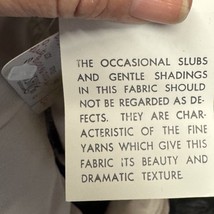 THE OCCASIONAL SLUBS
AND GENTLE SHADINGS
IN THIS FABRIC SHOULD
NOT BE REGARDED AS DE-
FECTS. THEY ARE CHAR-
ACTERISTIC OF THE FINE
YARNS WHICH GIVE THIS
FABRIC ITS BEAUTY AND
DRAMATIC TEXTURE.